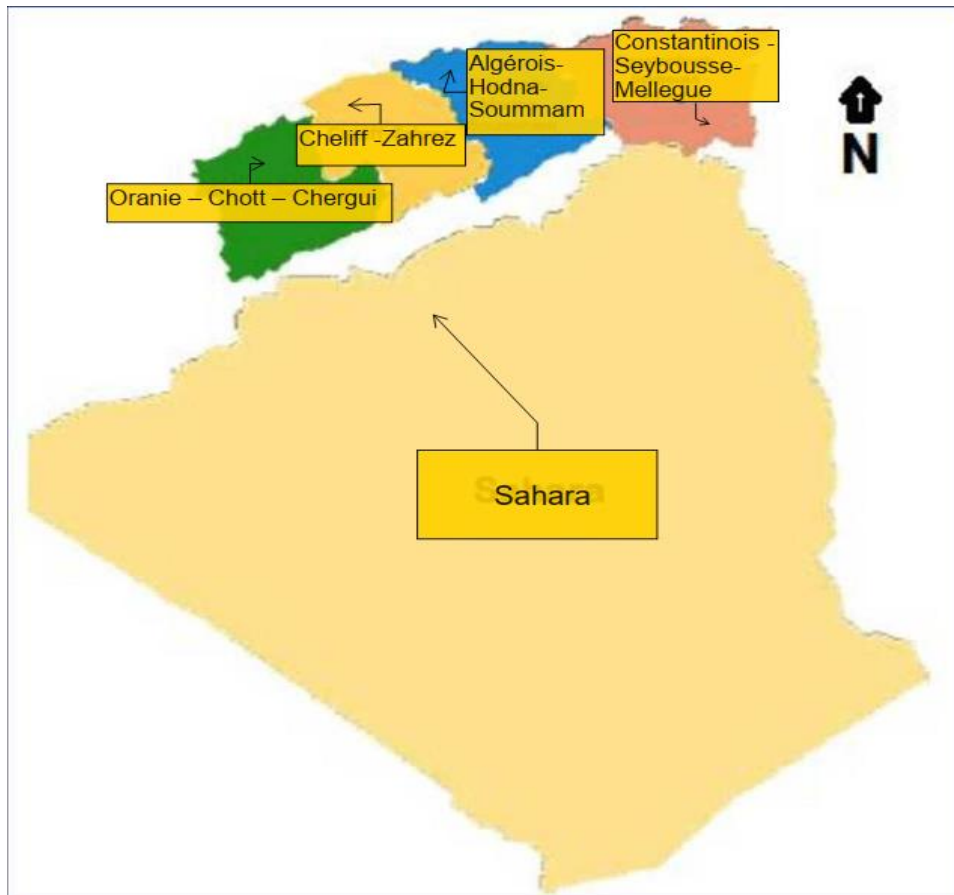 Constantinois -
Seybousse-
Mellegue
Algérois-
Hodna-
Soummam
Cheliff -Zahrez
Oranie – Chott – Chergui
N
Sahara